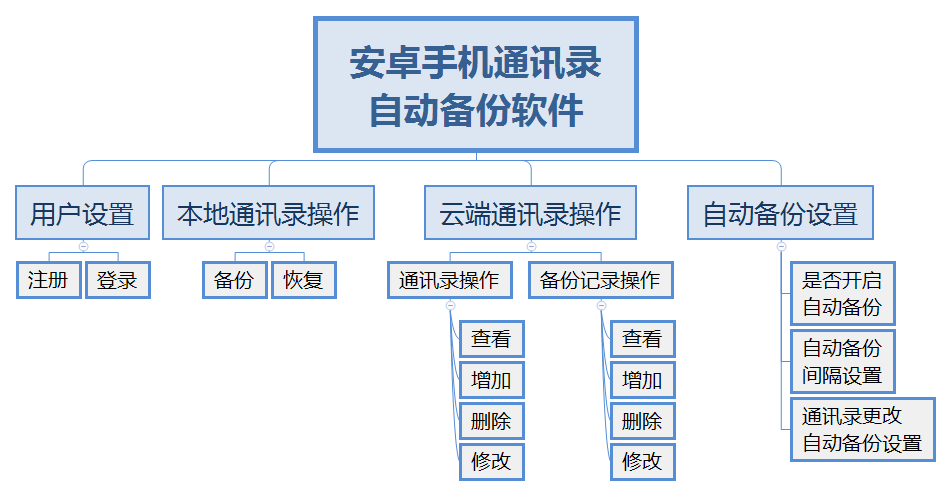 安卓手机通讯录
自动备份软件
用户设置
本地通讯录操作
云端通讯录操作
自动备份设置
注册
登录
备份
恢复
通讯录操作
备份记录操作
是否开启
自动备份
查看
查看
增加
增加
自动备份
间隔设置
删除
删除
通讯录更改
自动备份设置
修改
修改